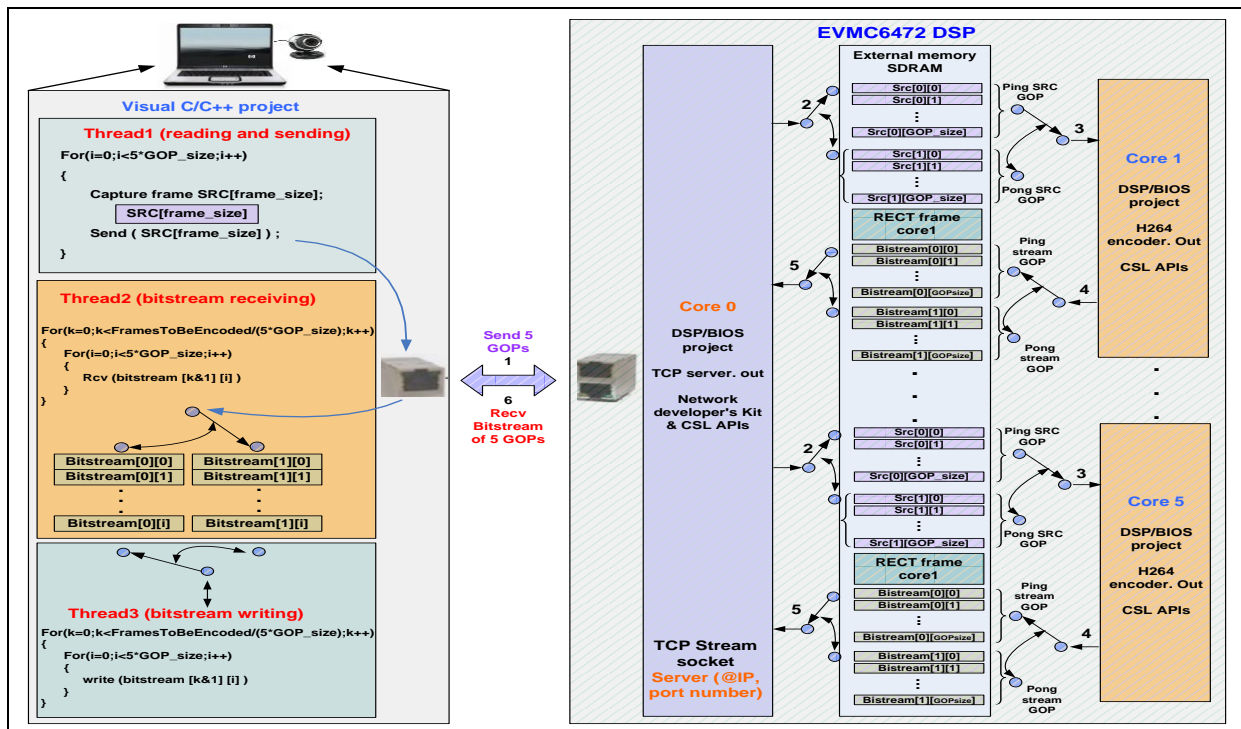 Visual C/C++ project
Thread1 (reading and sending)
For(i=0;i<5*GOP_size;i++)
{
Capture frame SRC[frame_size];
SRC[frame_size]
Send ( SRC[frame_size] ) ;
}
Thread2 (bitstream receiving)
For(k=0;k<FramesToBeEncoded/(5*GOP_size);k++)
{
For(i=0;i<5*GOP_size;i++)
{
Rcv (bitstream [k&1] [i] )
}
}
Bitstream[0][0]
Bitstream[0][1]
Bitstream[0][i]
Bitstream[1][0]
Bitstream[1][1]
Bitstream[1][i]
Thread3 (bitstream writing)
For(k=0;k<FramesToBeEncoded/(5*GOP_size);k++)
{
For(i=0;i<5*GOP_size;i++)
{
write (bitstream [k&1] [i] )
}
}
Send 5
GOPs
1
6
Recv
Bitstream
of 5 GOPs
EVMC6472 DSP
Core 0
DSP/BIOS
project
TCP server. out
Network
developer's Kit
& CSL APIs
TCP Stream
socket
Server (@IP,
port number)
External memory
SDRAM
2
Src[0][0]
Src[0][1]
Src[0][GOP_size]
Src[1][0]
Src[1][1]
Src[1][GOP_size]
RECT frame
core1
5
Bistream[0][0]
Bistream[0][1]
Bistream[0][GOPsize]
Bistream[1][0]
Bistream[1][1]
Bistream[1][GOPsize]
Ping SRC
GOP
3
Pong SRC
GOP
Ping
stream
GOP
4
Pong
stream
GOP
Core 1
DSP/BIOS
project
H264
encoder. Out
CSL APIs
2
Src[0][0]
Src[0][1]
Src[0][GOP_size]
Src[1][0]
Src[1][1]
Src[1][GOP_size]
RECT frame
core1
5
Bistream[0][0]
Bistream[0][1]
Bistream[0][GOPsize]
Bistream[1][0]
Bistream[1][1]
Bistream[1][GOPsize]
Ping SRC
GOP
3
Pong SRC
GOP
Ping
stream
GOP
4
Pong
stream
GOP
Core 5
DSP/BIOS
project
H264
encoder. Out
CSL APIs